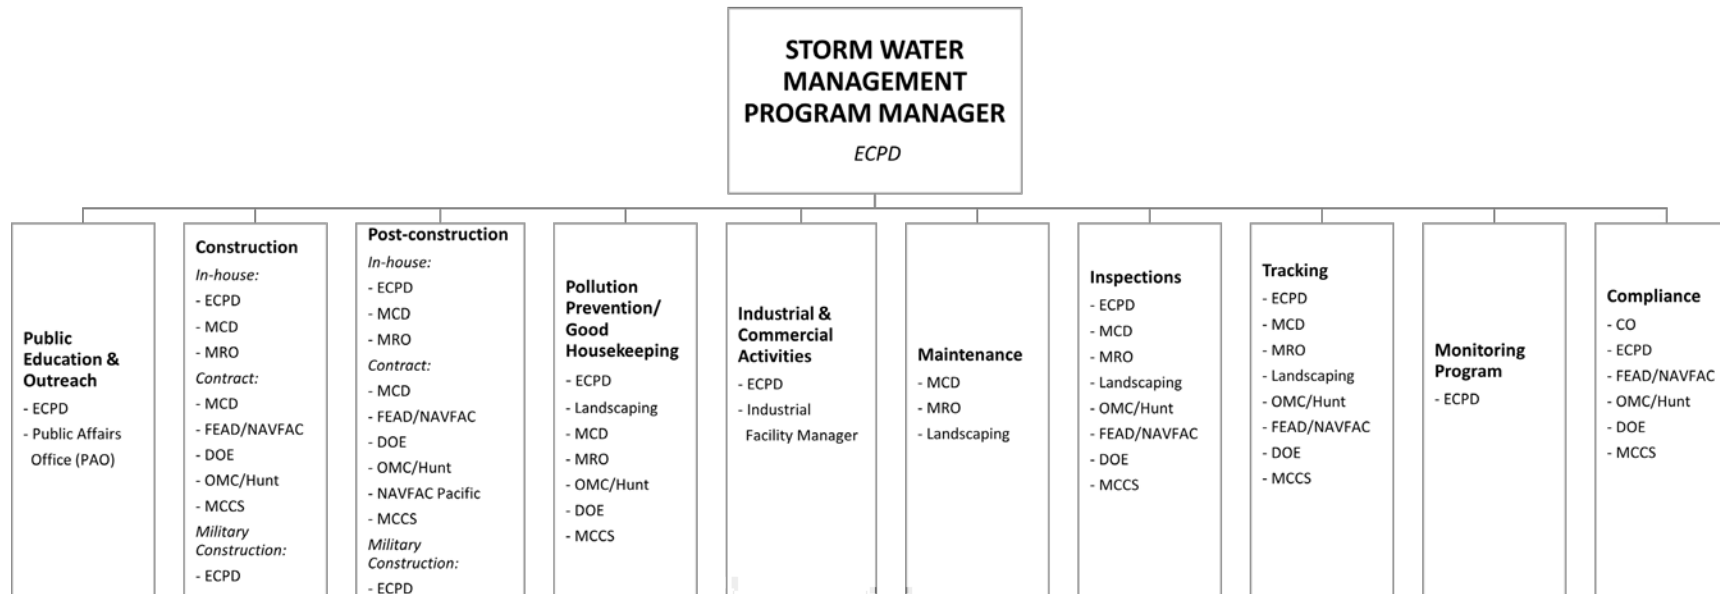 STORM WATER
MANAGEMENT
PROGRAM MANAGER
ECPD
Public
Education &
Outreach
- ECPD
- Public Affairs
Office (PAO)
Construction
In-house:
- ECPD
- MCD
- MRO
Contract:
- MCD
- FEAD/NAVFAC
- DOE
- OMC/Hunt
- MCCS
Military
Construction:
- ECPD
Post-construction
In-house:
- ECPD
- MCD
- MRO
Contract:
- MCD
- FEAD/NAVFAC
- DOE
- OMC/Hunt
- NAVFAC Pacific
- MCCS
Military
Construction:
- ECPD
Pollution
Prevention/
Good
Housekeeping
- ECPD
- Landscaping
- MCD
- MRO
- OMC/Hunt
- DOE
- MCCS
Industrial &
Commercial
Activities
- ECPD
- Industrial
Facility Manager
Maintenance
- MCD
- MRO
- Landscaping
Inspections
- ECPD
- MCD
- MRO
- Landscaping
- OMC/Hunt
- FEAD/NAVFAC
- DOE
- MCCS
Tracking
- ECPD
- MCD
- MRO
- Landscaping
- OMC/Hunt
- FEAD/NAVFAC
- DOE
- MCCS
Monitoring
Program
- ECPD
Compliance
- CO
- ECPD
- FEAD/NAVFAC
- OMC/Hunt
- DOE
- MCCS